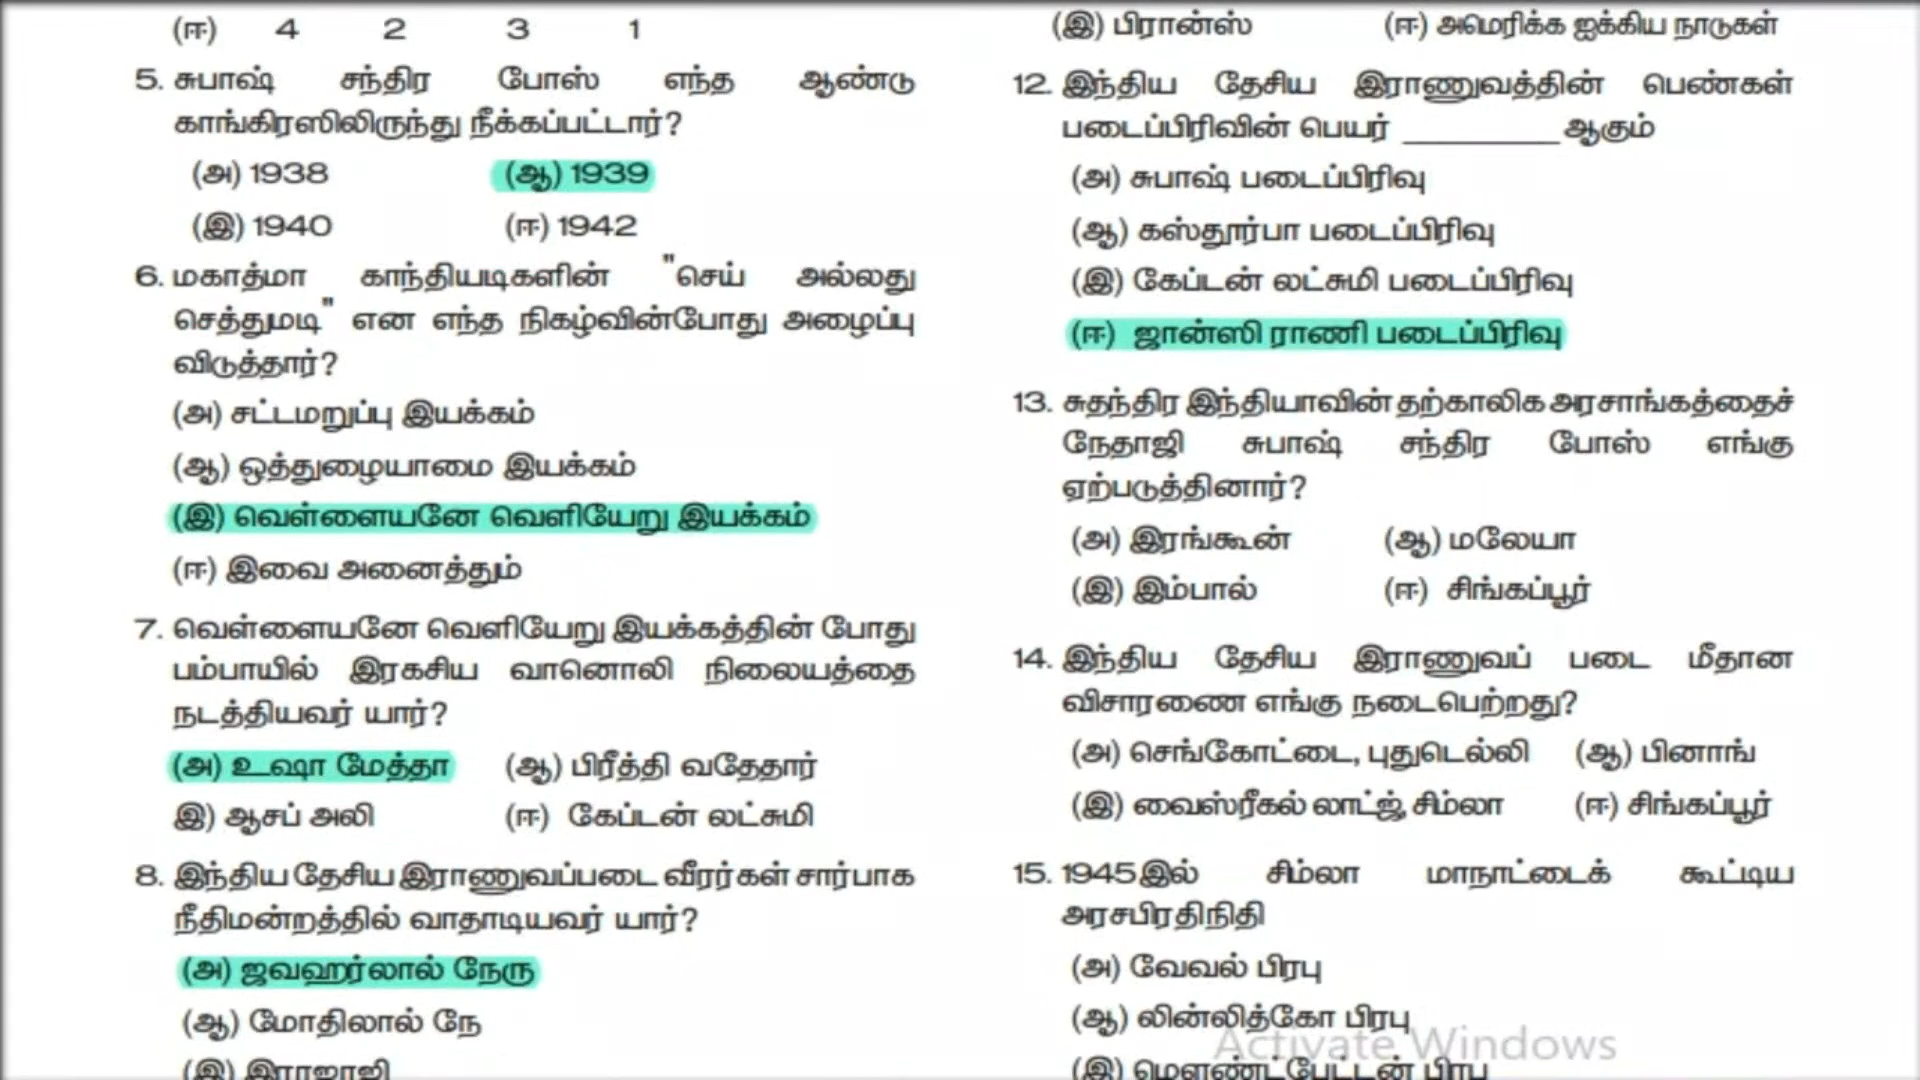 (ஈ) 4 2 3 1
5. சுபாஷ் சந்திர போஸ் எந்த ஆண்டு
காங்கிரஸிலிருந்து நீக்கப்பட்டார்?
(அ) 1938 (ஆ) 1939
(இ) 1940 (ஈ) 1942
6. மகாத்மா காந்தியடிகளின் "செய் அல்லது
செத்துமடி" என எந்த நிகழ்வின்போது அழைப்பு
விடுத்தார்?
(அ) சட்டமறுப்பு இயக்கம்
(ஆ) ஒத்துழையாமை இயக்கம்
(இ) வெள்ளையனே வெளியேறு இயக்கம்
(ஈ) இவை அனைத்தும்
7. வெள்ளையனே வெளியேறு இயக்கத்தின் போது
பம்பாயில் இரகசிய வானொலி நிலையத்தை
நடத்தியவர் யார்?
(அ) உஷா மேத்தா (ஆ) பிரீத்தி வதேதார்
இ) ஆசப் அலி (ஈ) கேப்டன் லட்சுமி
8. இந்திய தேசிய இராணுவப்படை வீரர்கள் சார்பாக
நீதிமன்றத்தில் வாதாடியவர் யார்?
(அ) ஜவஹர்லால் நேரு
(ஆ) மோதிலால் நே
(இ) இராஜாஜி
(இ) பிரான்ஸ் (ஈ) அமெரிக்க ஐக்கிய நாடுகள்
12. இந்திய தேசிய இராணுவத்தின் பெண்கள்
படைப்பிரிவின் பெயர் __________ ஆகும்
(அ) சுபாஷ் படைப்பிரிவு
(ஆ) கஸ்தூர்பா படைப்பிரிவு
(இ) கேப்டன் லட்சுமி படைப்பிரிவு
(ஈ) ஜான்ஸி ராணி படைப்பிரிவு
13. சுதந்திர இந்தியாவின் தற்காலிக அரசாங்கத்தைச்
நேதாஜி சுபாஷ் சந்திர போஸ் எங்கு
ஏற்படுத்தினார்?
(அ) இரங்கூன் (ஆ) மலேயா
(இ) இம்பால் (ஈ) சிங்கப்பூர்
14. இந்திய தேசிய இராணுவப் படை மீதான
விசாரணை எங்கு நடைபெற்றது?
(அ) செங்கோட்டை, புதுடெல்லி (ஆ) பினாங்
(இ) வைஸ்ரீகல் லாட்ஜ், சிம்லா (ஈ) சிங்கப்பூர்
15. 1945இல் சிம்லா மாநாட்டைக் கூட்டிய
அரசபிரதிநிதி
(அ) வேவல் பிரபு
(ஆ) லின்லித்கோ பிரபு
(இ) மௌண்ட்பேட்டன் பிரபு
Activate Windows